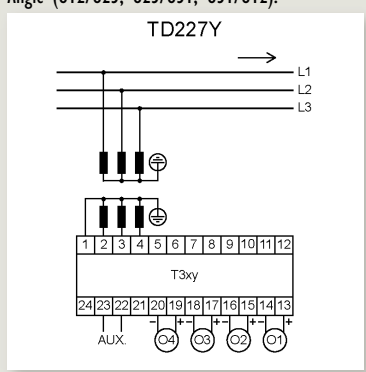 Angle (U12/U23; U23/U31; U31/U12).
TD227Y
L1
L2
L3
1 2 3 4 5 6 7 8 9 10 11 12
T3xy
24 23 22 21 20 19 18 17 16 15 14 13
− + − + − + − +
AUX. O4 O3 O2 O1